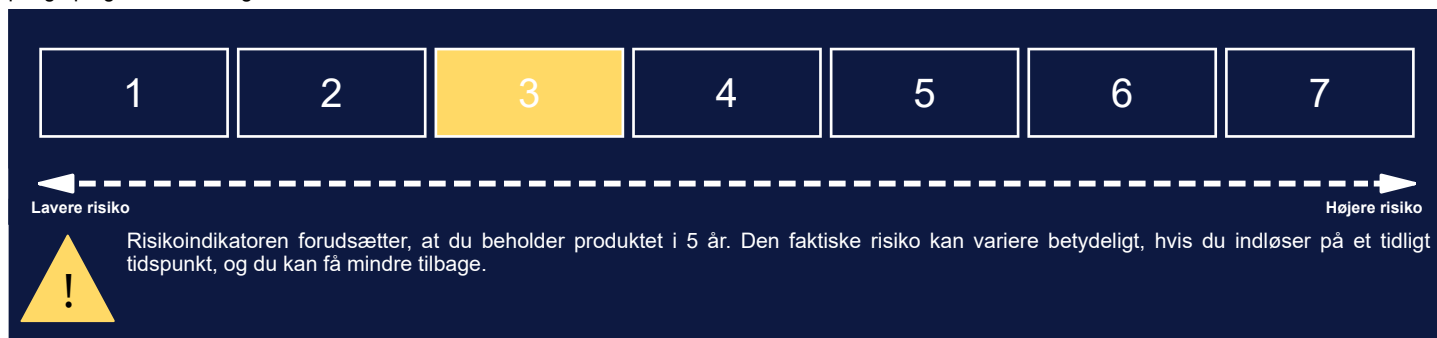 1 2 3 4 5 6 7
Lavere risiko Højere risiko
Risikoindikatoren forudsætter, at du beholder produktet i 5 år. Den faktiske risiko kan variere betydeligt, hvis du indløser på et tidligt
tidspunkt, og du kan få mindre tilbage.
!